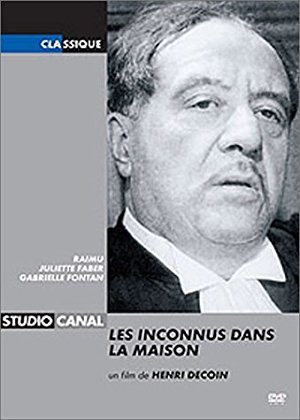 CLASSIQUE
RAIMU
JULIETTE FABER
GABRIELLE FONTAN
STUDIO CANAL
LES INCONNUS DANS
LA MAISON
un film de HENRI DECOIN
DVD